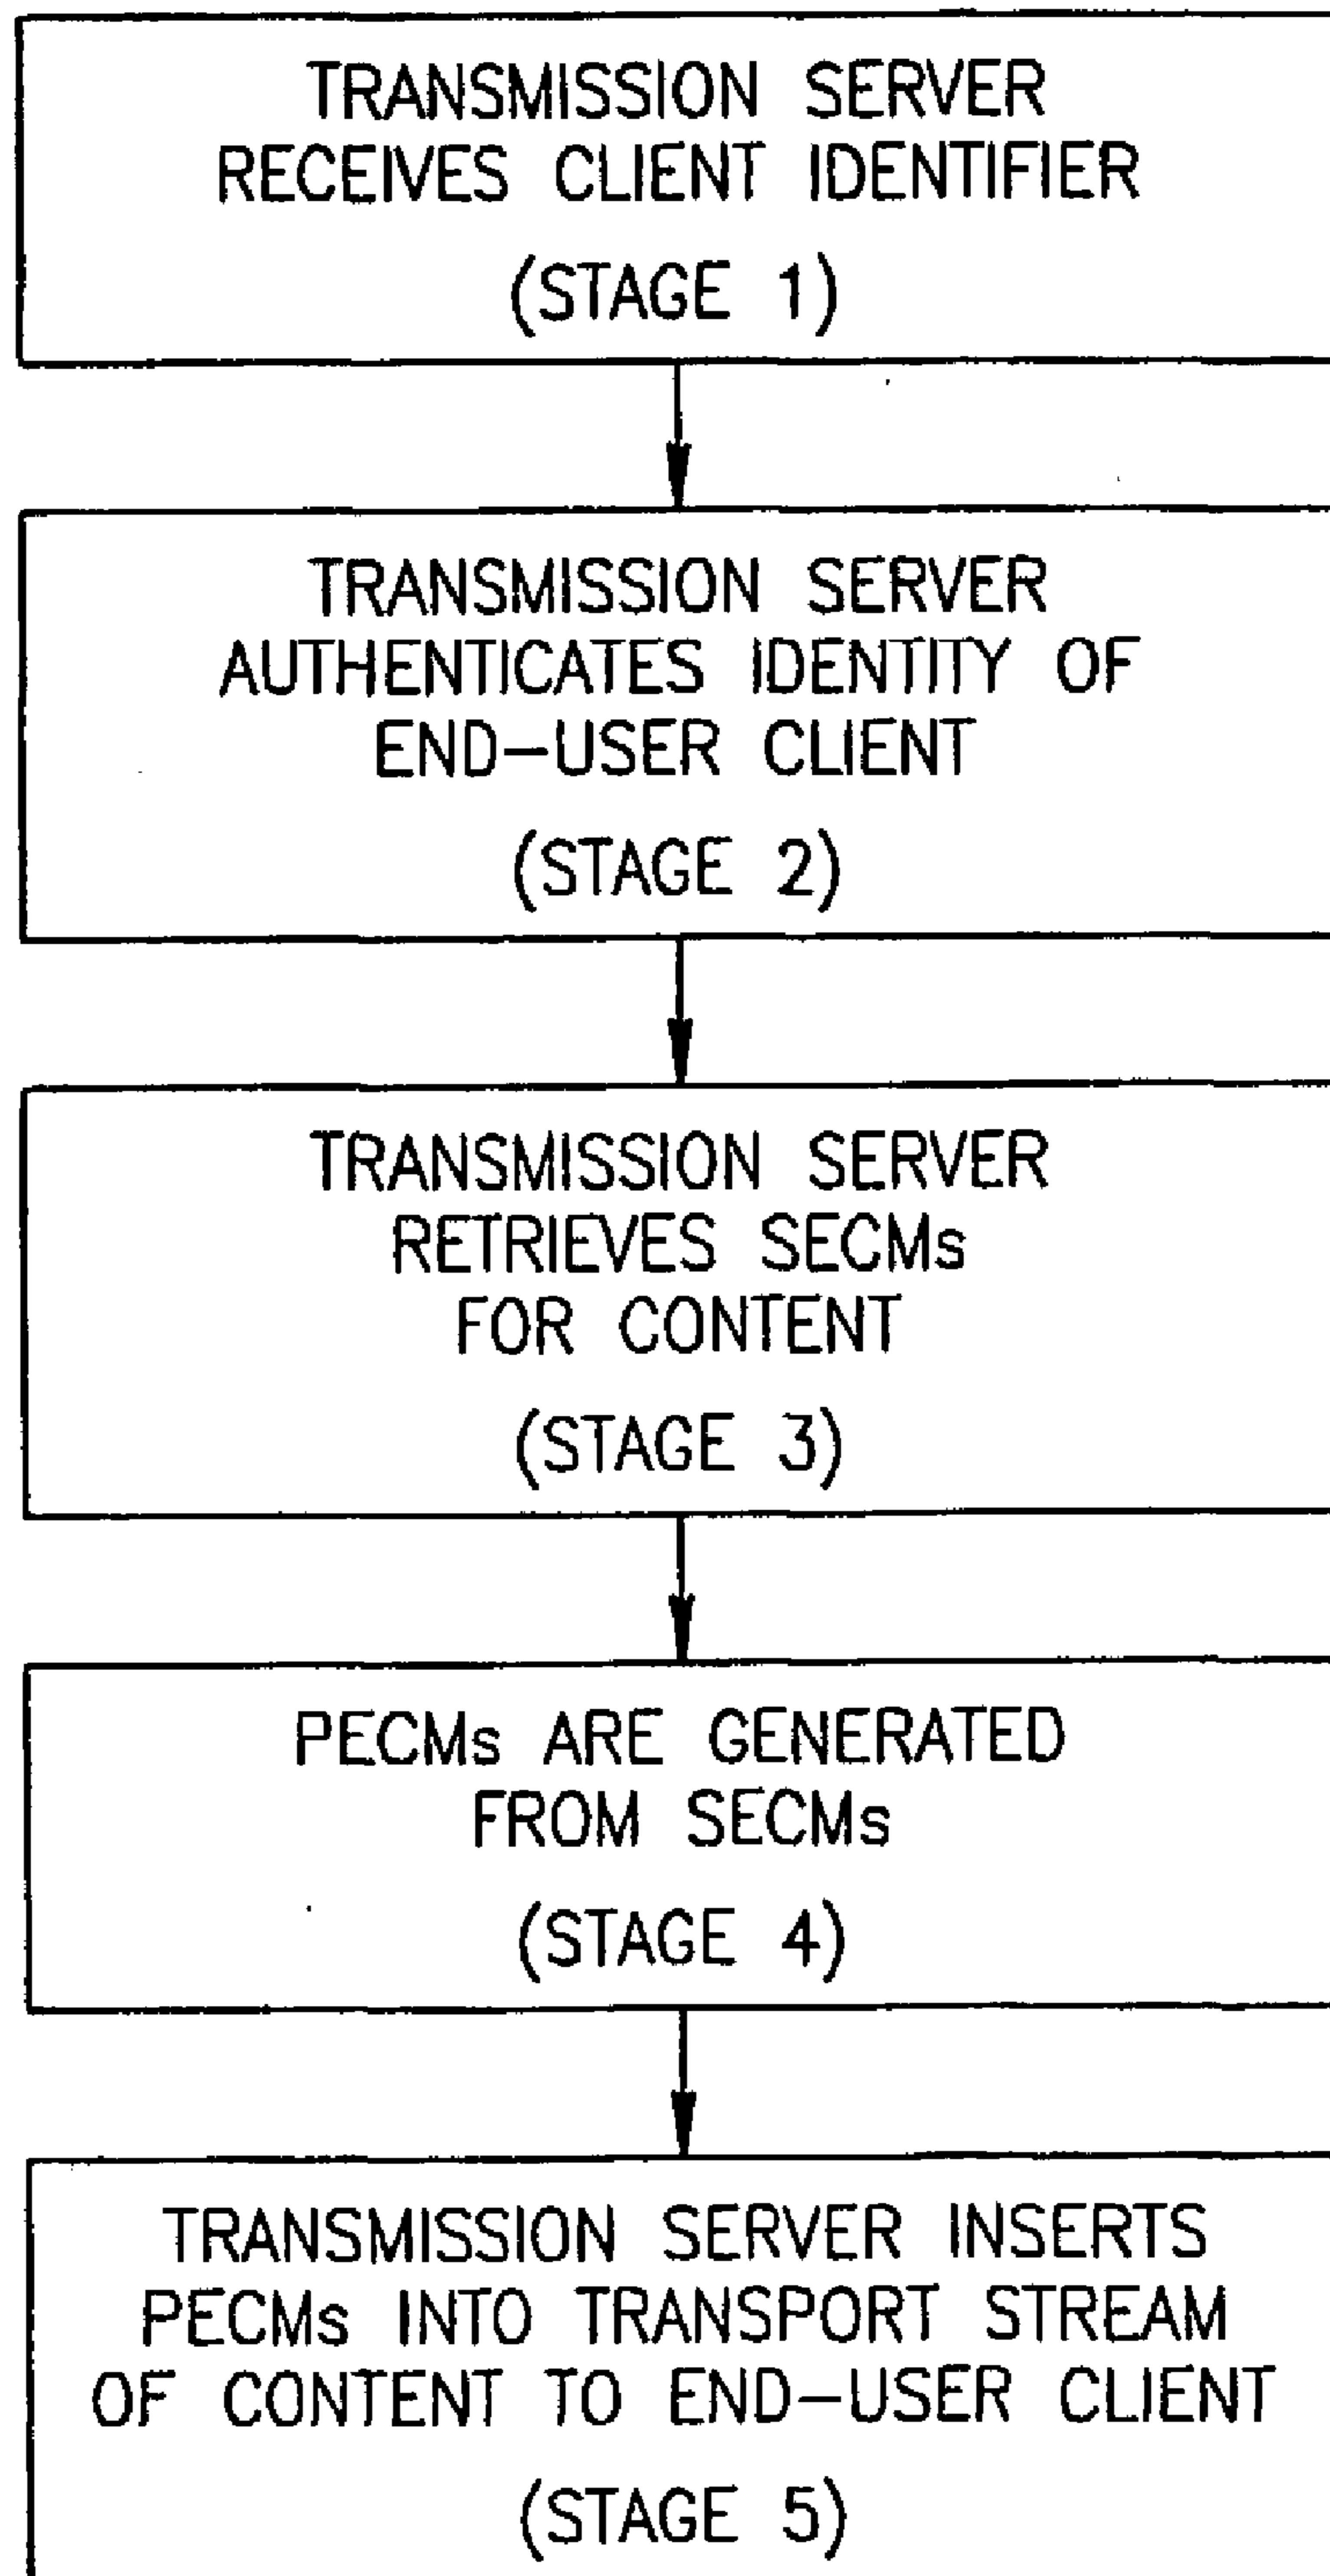 TRANSMISSION SERVER
RECEIVES CLIENT IDENTIFIER
(STAGE 1)
TRANSMISSION SERVER
AUTHENTICATES IDENTITY OF
END-USER CLIENT
(STAGE 2)
TRANSMISSION SERVER
RETRIEVES SECMs
FOR CONTENT
(STAGE 3)
PECMs ARE GENERATED
FROM SECMs
(STAGE 4)
TRANSMISSION SERVER INSERTS
PECMs INTO TRANSPORT STREAM
OF CONTENT TO END-USER CLIENT
(STAGE 5)